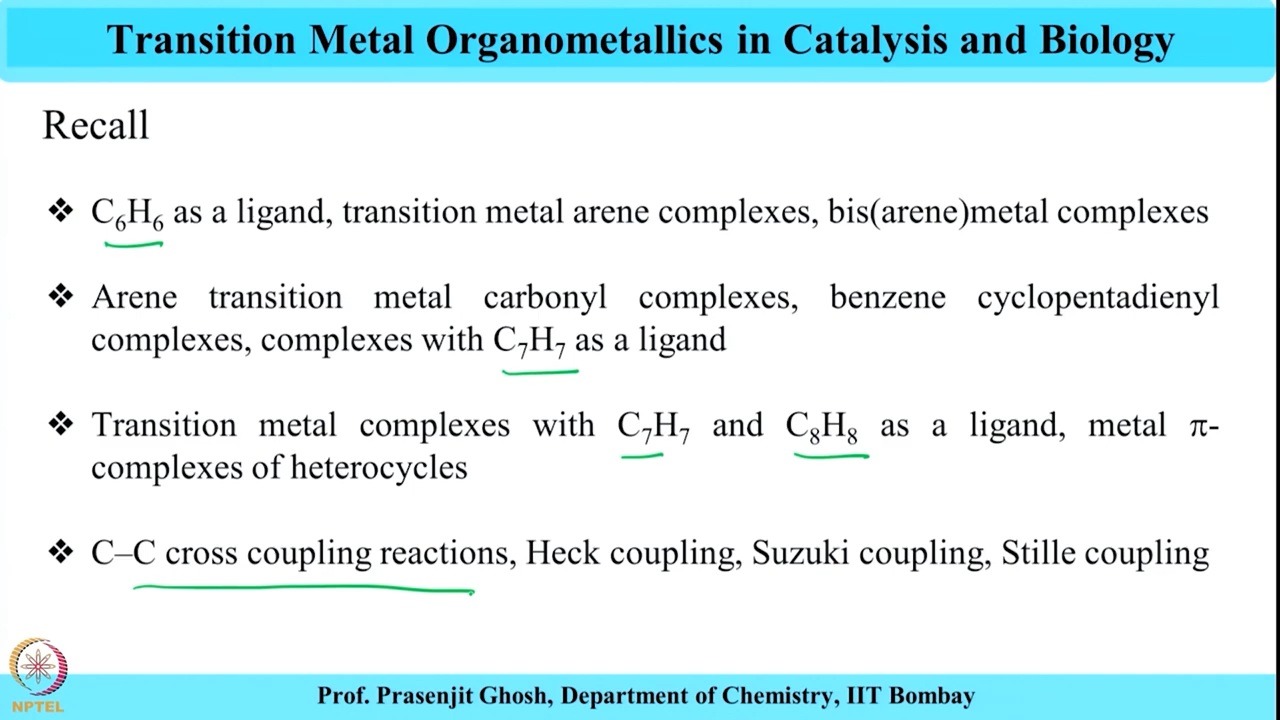 Transition Metal Organometallics in Catalysis and Biology
Recall
❖ C₆H₆ as a ligand, transition metal arene complexes, bis(arene)metal complexes
❖ Arene transition metal carbonyl complexes, benzene cyclopentadienyl
complexes, complexes with C₇H₇ as a ligand
❖ Transition metal complexes with C₇H₇ and C₈H₈ as a ligand, metal π-
complexes of heterocycles
❖ C–C cross coupling reactions, Heck coupling, Suzuki coupling, Stille coupling
NPTEL
Prof. Prasenjit Ghosh, Department of Chemistry, IIT Bombay